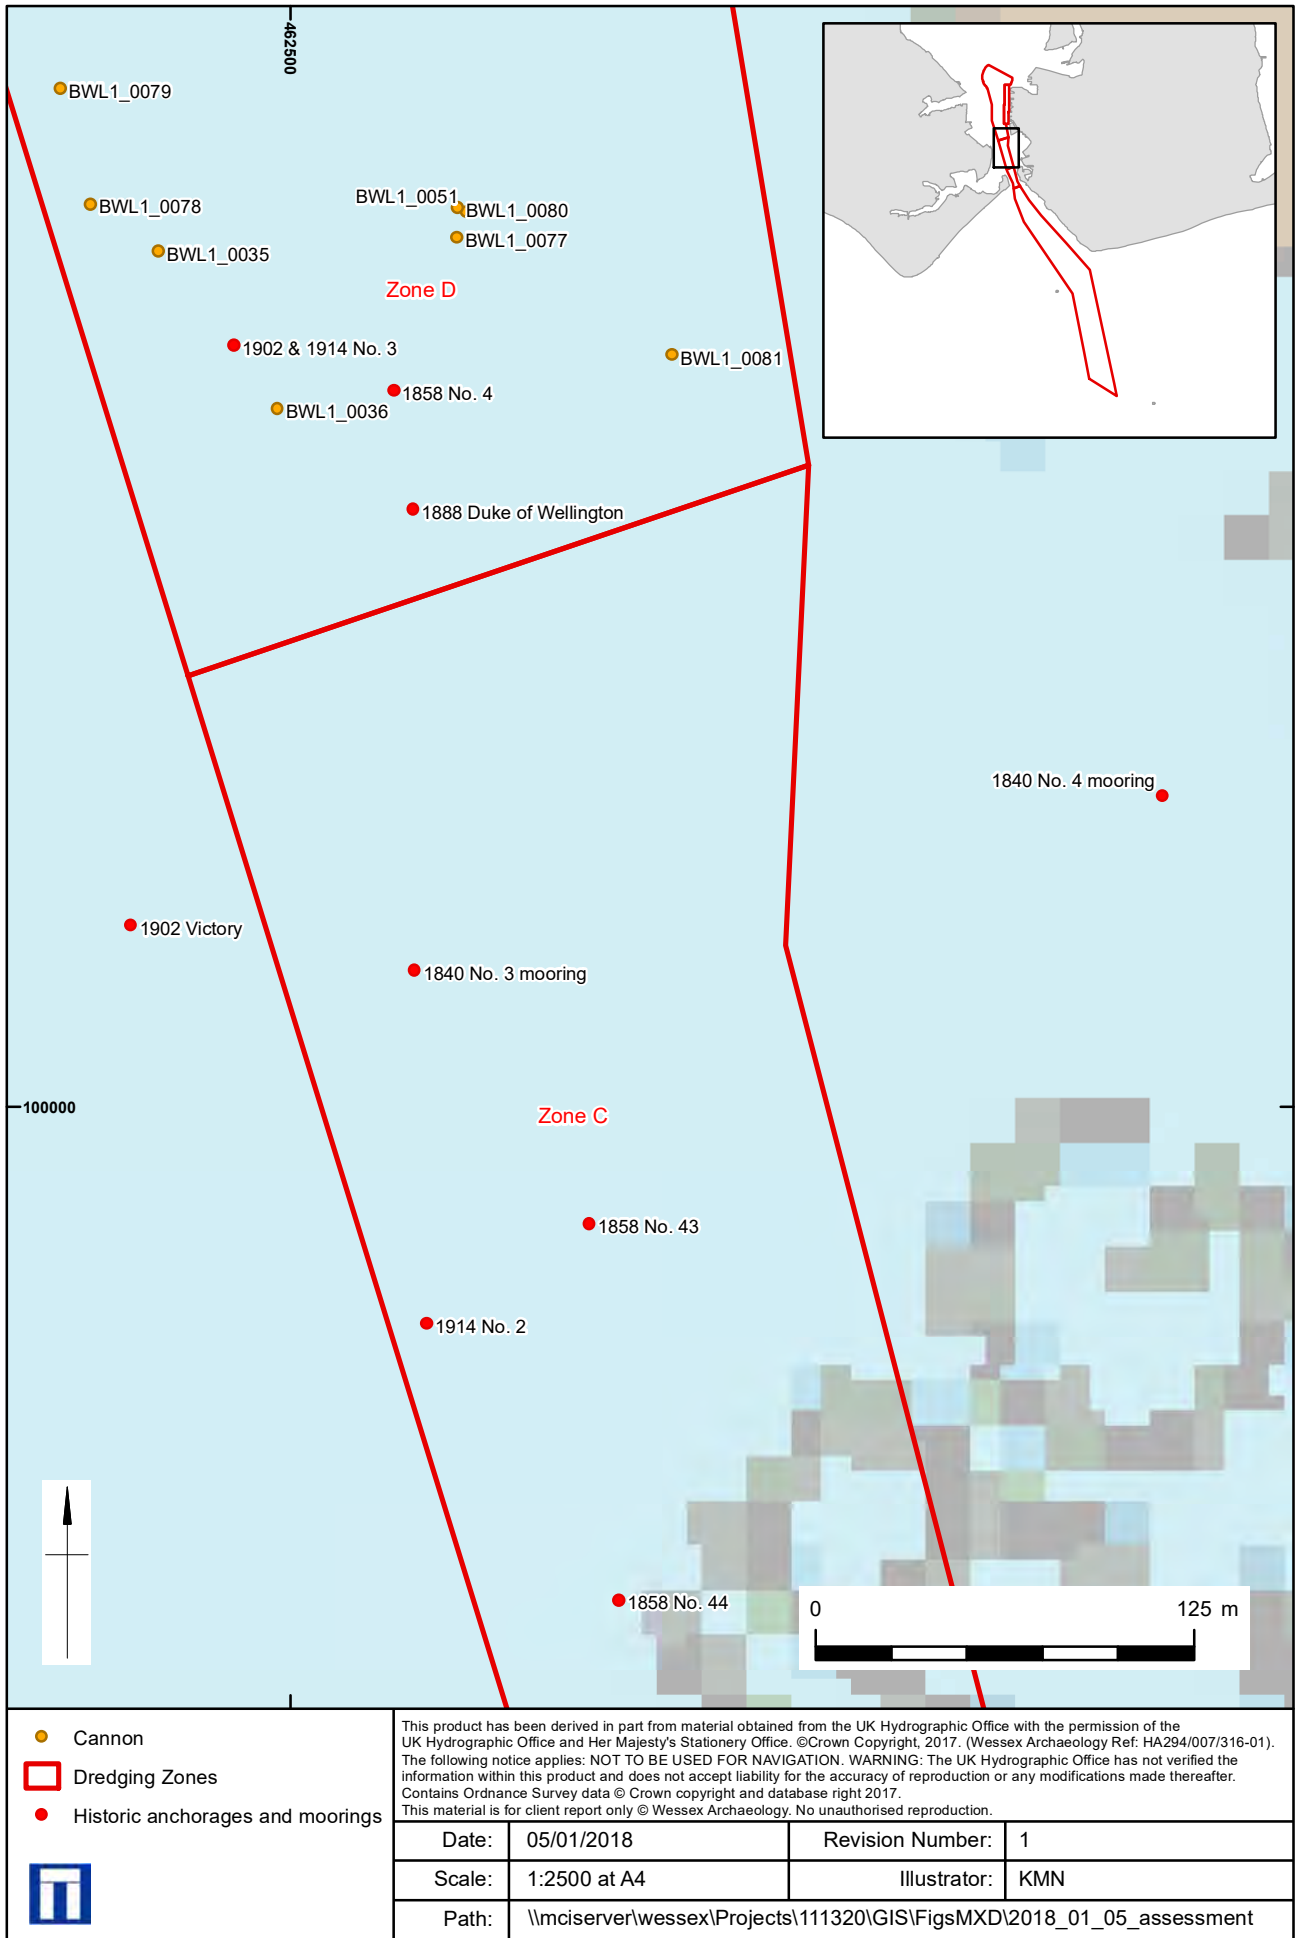 462500
BWL1_0079
BWL1_0078
BWL1_0051
BWL1_0080
BWL1_0077
BWL1_0035
Zone D
1902 & 1914 No. 3
BWL1_0081
1858 No. 4
BWL1_0036
1888 Duke of Wellington
1840 No. 4 mooring
1902 Victory
1840 No. 3 mooring
100000
Zone C
1858 No. 43
1914 No. 2
1858 No. 44
0 125 m
Cannon
Dredging Zones
Historic anchorages and moorings
This product has been derived in part from material obtained from the UK Hydrographic Office with the permission of the
UK Hydrographic Office and Her Majesty's Stationery Office. ©Crown Copyright, 2017. (Wessex Archaeology Ref: HA294/007/316-01).
The following notice applies: NOT TO BE USED FOR NAVIGATION. WARNING: The UK Hydrographic Office has not verified the
information within this product and does not accept liability for the accuracy of reproduction or any modifications made thereafter.
Contains Ordnance Survey data © Crown copyright and database right 2017.
This material is for client report only © Wessex Archaeology. No unauthorised reproduction.
Date: 05/01/2018 Revision Number: 1
Scale: 1:2500 at A4 Illustrator: KMN
Path: \\mciserver\wessex\Projects\111320\GIS\FigsMXD\2018_01_05_assessment